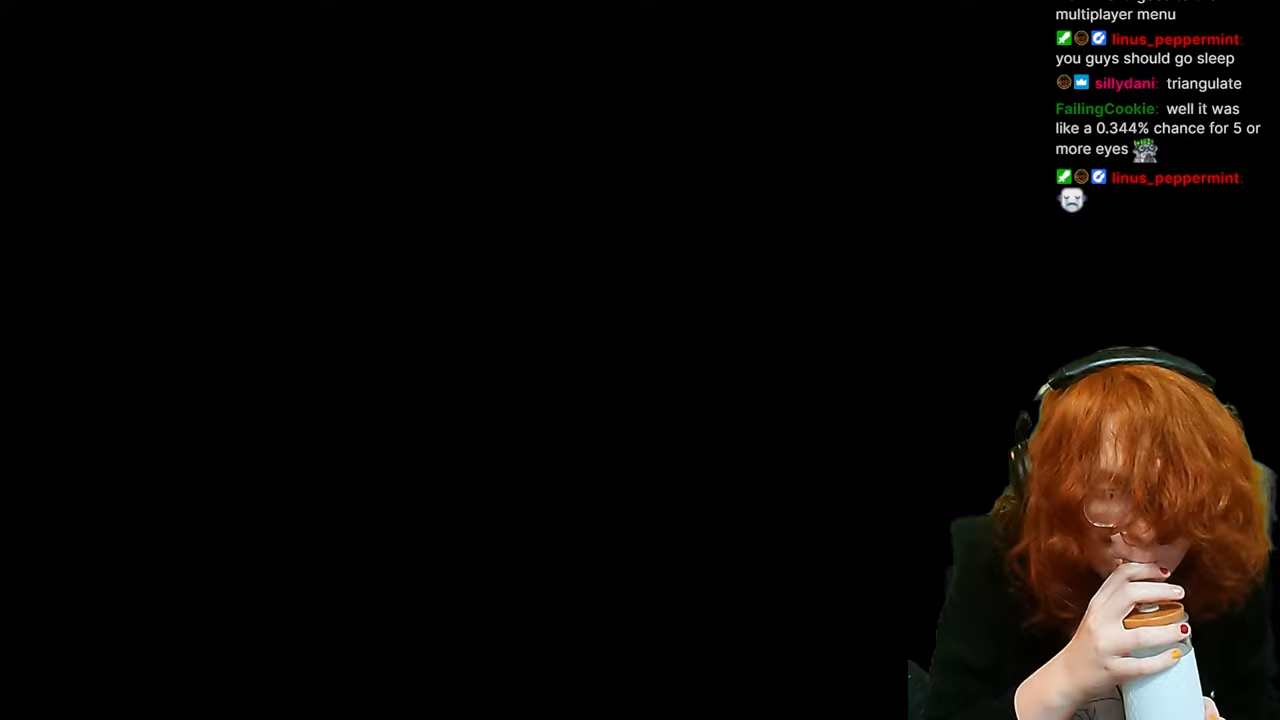 multiplayer menu
linus_peppermint:
you guys should go sleep
sillydani: triangulate
FailingCookie: well it was
like a 0.344% chance for 5 or
more eyes
linus_peppermint: